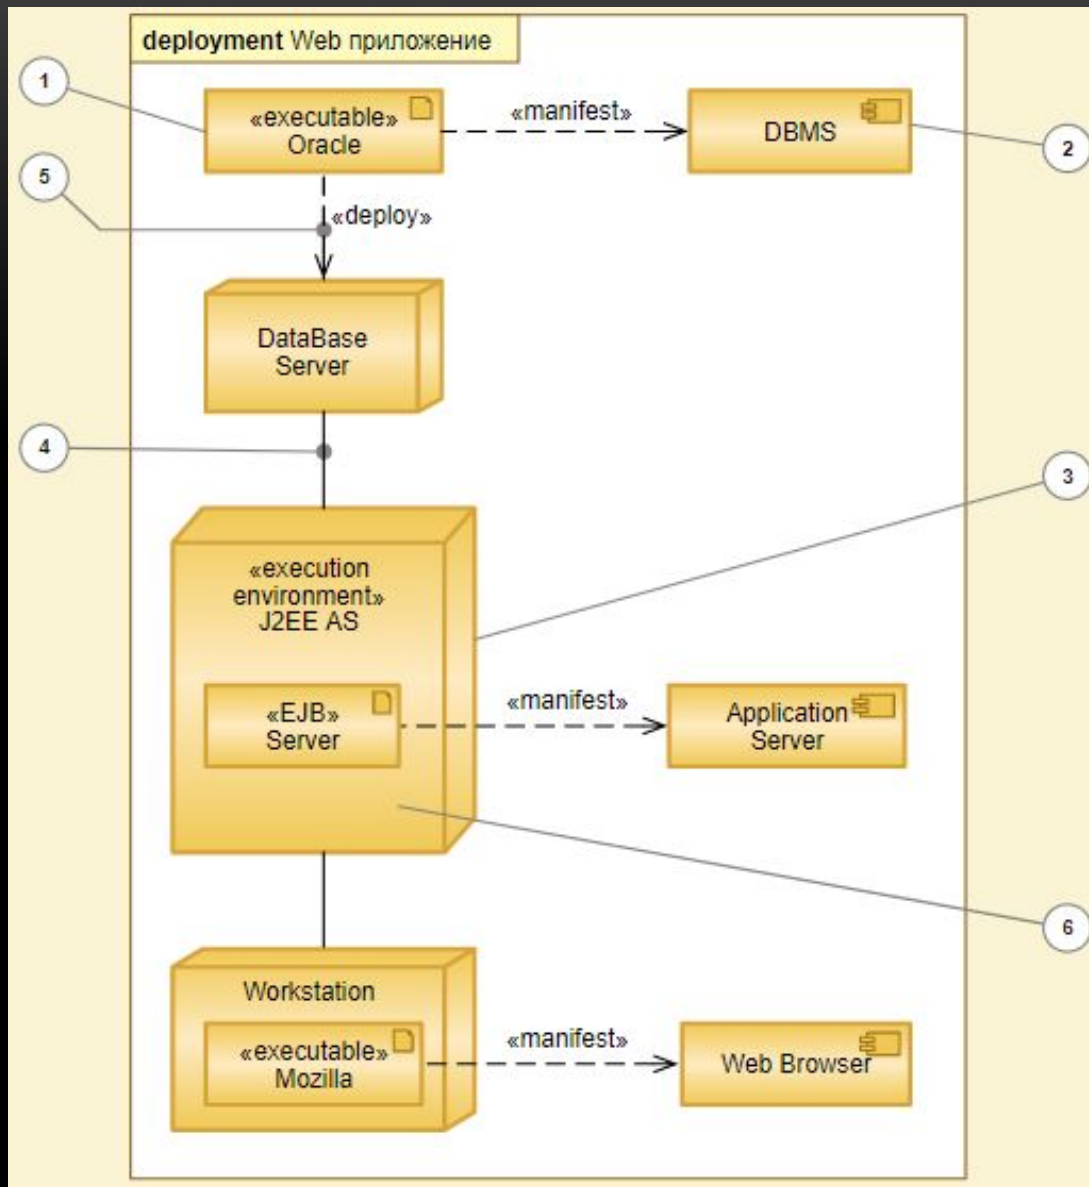 deployment Web приложение
1
«executable»
Oracle
«manifest»
DBMS
2
5
«deploy»
DataBase
Server
4
3
«execution
environment»
J2EE AS
«EJB»
Server
«manifest»
Application
Server
6
Workstation
«executable»
Mozilla
«manifest»
Web Browser